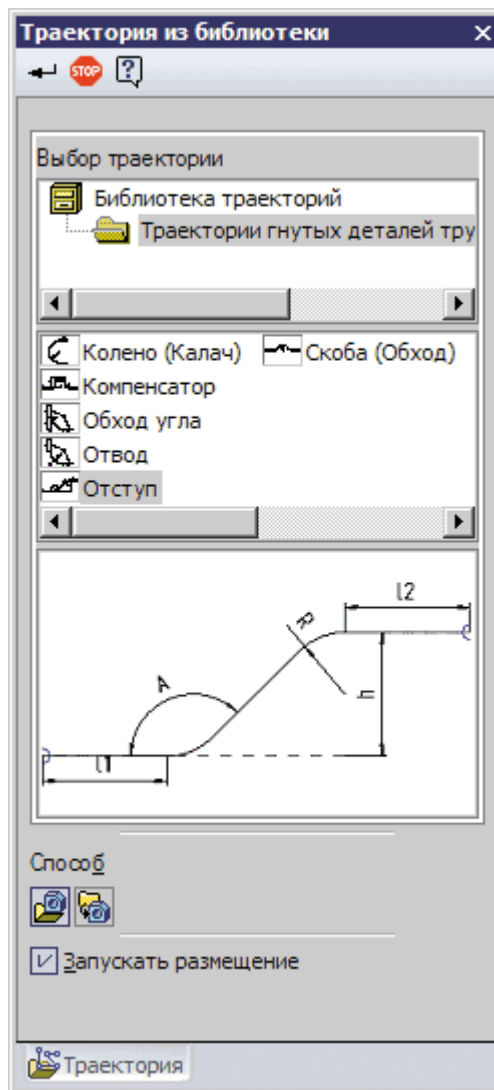 Траектория из библиотеки
STOP
Выбор траектории
Библиотека траекторий
Траектории гнутых деталей тру
Колено (Калач) Скоба (Обход)
Компенсатор
Обход угла
Отвод
Отступ
l2
R
A
h
l1
Способ
Запускать размещение
Траектория